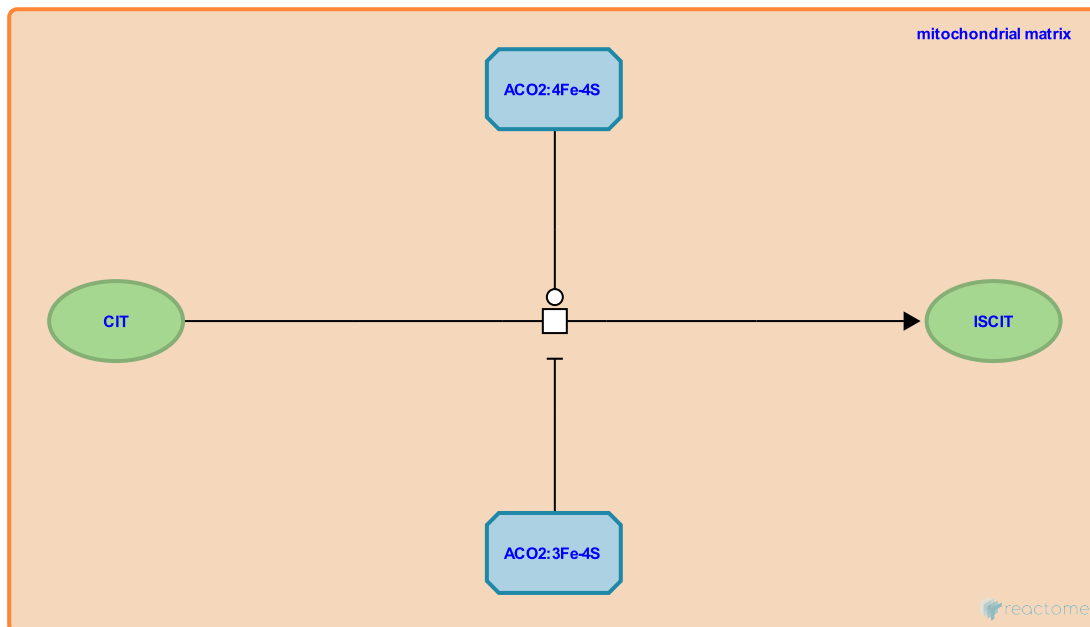 mitochondrial matrix
ACO2:4Fe-4S
CIT
ISCIT
ACO2:3Fe-4S
reactome